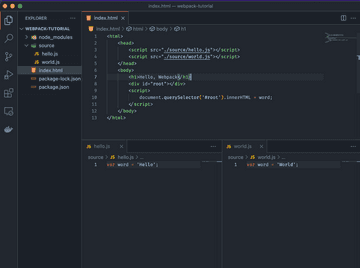 index.html — webpack-tutorial
EXPLORER
WEBPACK-TUTORIAL
node_modules
source
hello.js
world.js
index.html
package-lock.json
package.json
index.html
index.html > html > body > h1
1 <html>
2 <head>
3 <script src="./source/hello.js"></script>
4 <script src="./source/world.js"></script>
5 </head>
6 <body>
7 <h1>Hello, Webpack</h1>
8 <div id="root"></div>
9 <script>
10 document.querySelector('#root').innerHTML = word;
11 </script>
12 </body>
13 </html>
hello.js
source > hello.js > ...
1 var word = 'Hello';
world.js
source > world.js > ...
1 var word = 'World';